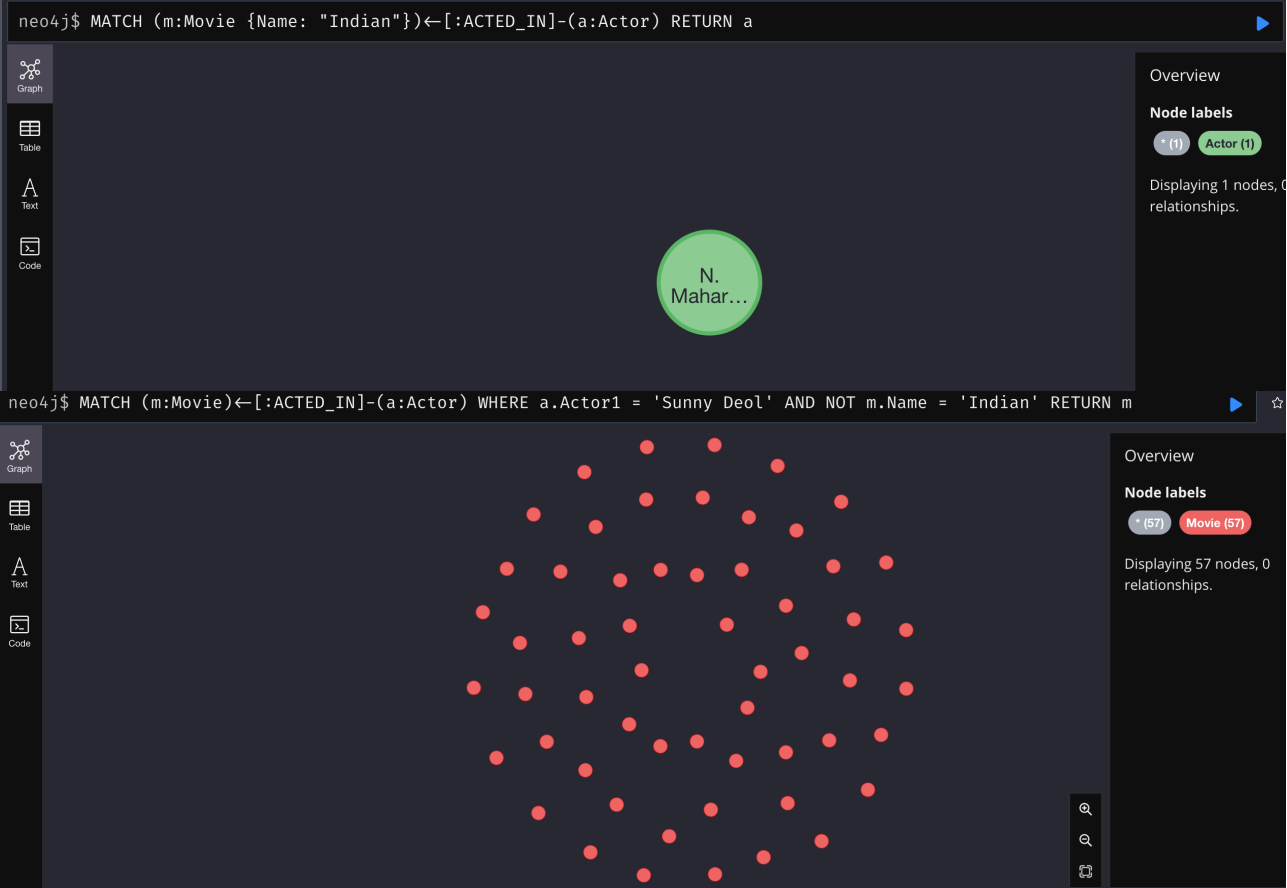 neo4j$ MATCH (m:Movie {Name: "Indian"})<-[:ACTED_IN]-(a:Actor) RETURN a
Graph
Table
Text
Code
N.
Mahar…
Overview
Node labels
* (1) Actor (1)
Displaying 1 nodes, 0
relationships.
neo4j$ MATCH (m:Movie)<-[:ACTED_IN]-(a:Actor) WHERE a.Actor1 = 'Sunny Deol' AND NOT m.Name = 'Indian' RETURN m
Graph
Table
Text
Code
Overview
Node labels
* (57) Movie (57)
Displaying 57 nodes, 0
relationships.